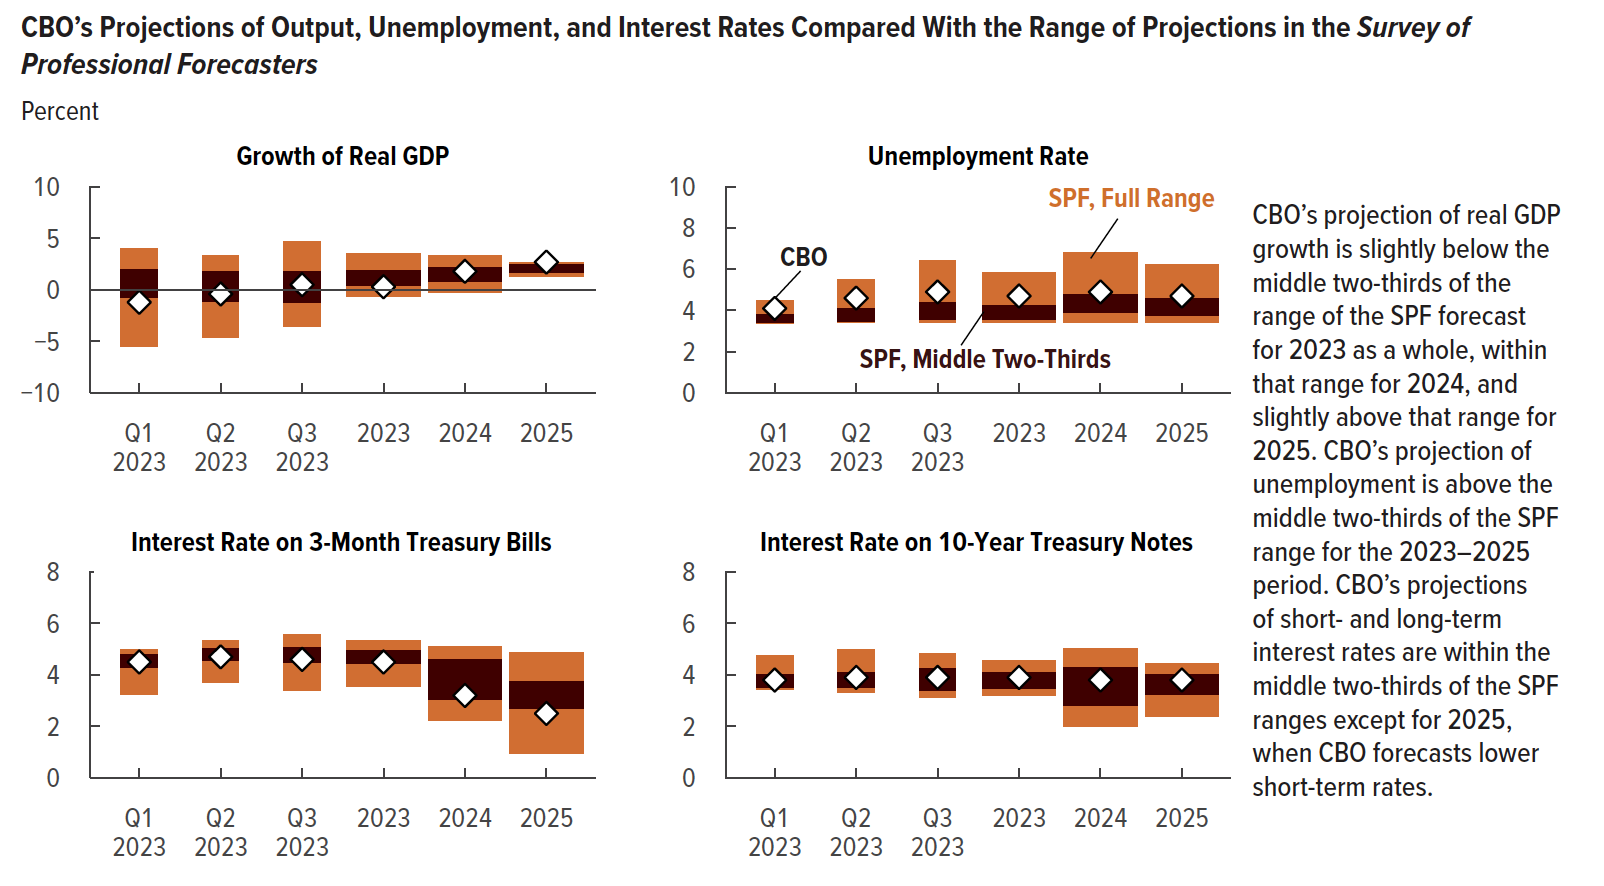 CBO’s Projections of Output, Unemployment, and Interest Rates Compared With the Range of Projections in the Survey of
Professional Forecasters
Percent
Growth of Real GDP
10
5
0
−5
−10
Q1
2023
Q2
2023
Q3
2023
2023
2024
2025
Unemployment Rate
10
8
6
4
2
0
SPF, Full Range
CBO
SPF, Middle Two-Thirds
Q1
2023
Q2
2023
Q3
2023
2023
2024
2025
Interest Rate on 3-Month Treasury Bills
8
6
4
2
0
Q1
2023
Q2
2023
Q3
2023
2023
2024
2025
Interest Rate on 10-Year Treasury Notes
8
6
4
2
0
Q1
2023
Q2
2023
Q3
2023
2023
2024
2025
CBO’s projection of real GDP
growth is slightly below the
middle two-thirds of the
range of the SPF forecast
for 2023 as a whole, within
that range for 2024, and
slightly above that range for
2025. CBO’s projection of
unemployment is above the
middle two-thirds of the SPF
range for the 2023–2025
period. CBO’s projections
of short- and long-term
interest rates are within the
middle two-thirds of the SPF
ranges except for 2025,
when CBO forecasts lower
short-term rates.